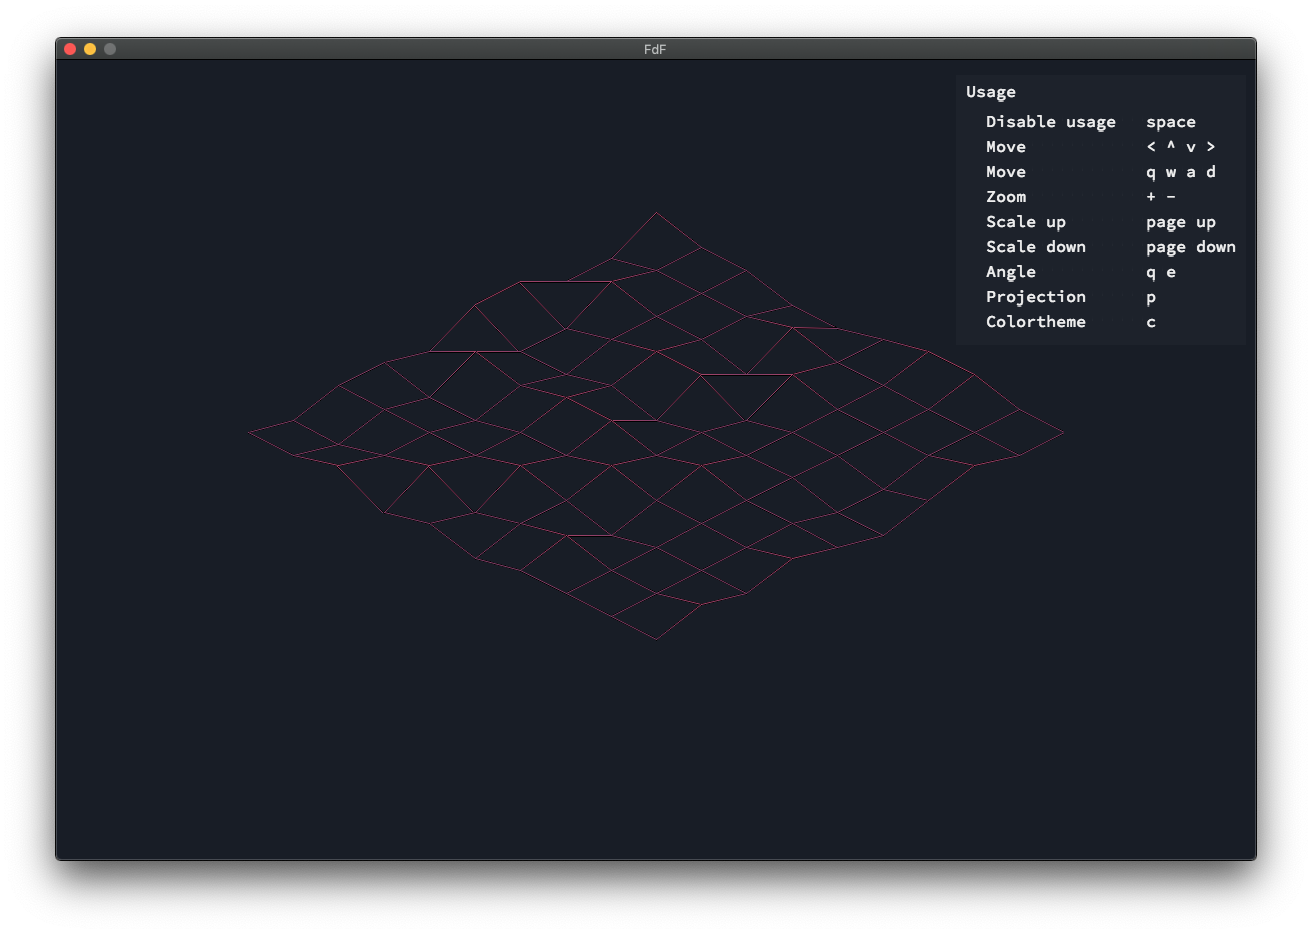 FdF
Usage
Disable usage space
Move < ^ v >
Move q w a d
Zoom + -
Scale up page up
Scale down page down
Angle q e
Projection p
Colortheme c